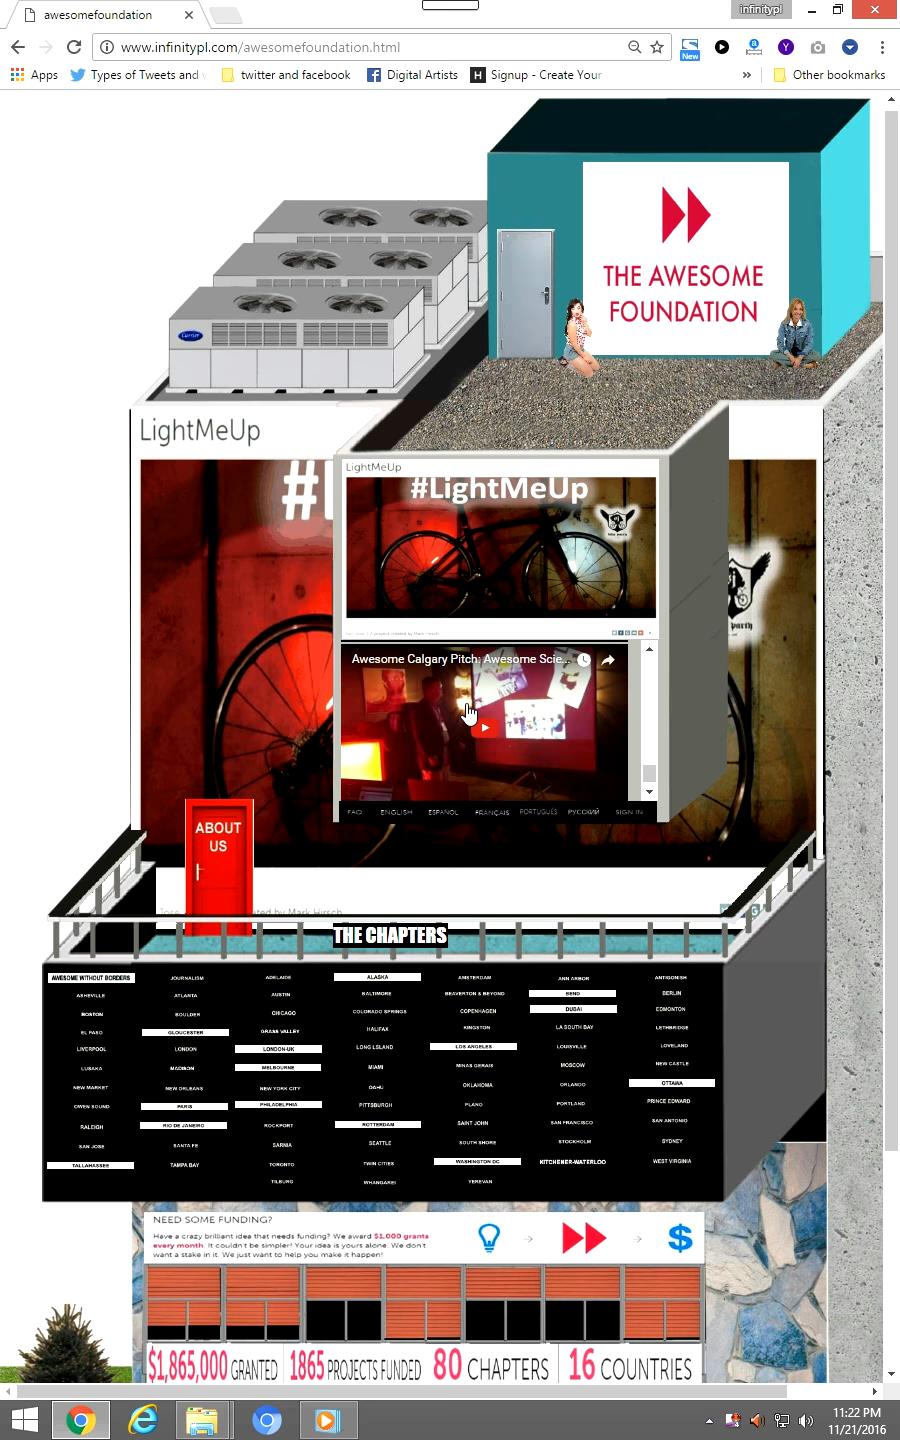 infinitypl
awesomefoundation
www.infinitypl.com/awesomefoundation.html
New
Apps
Types of Tweets and
twitter and facebook
Digital Artists
Signup - Create Your
Other bookmarks
THE AWESOME
FOUNDATION
Carrier
LightMeUp
LightMeUp
#LightMeUp
Awesome Calgary Pitch: Awesome Scie...
FAQ ENGLISH ESPAÑOL FRANÇAIS PORTUGUÊS РУССКИЙ SIGN IN
ABOUT
US
THE CHAPTERS
AWESOME WITHOUT BORDERS JOURNALISM ADELAIDE ALASKA AMSTERDAM ANN ARBOR ANTIGONISH
ASHEVILLE ATLANTA AUSTIN BALTIMORE BEAVERTON & BEYOND BEND BERLIN
BOSTON BOULDER CHICAGO COLORADO SPRINGS COPENHAGEN DUBAI EDMONTON
EL PASO GLOUCESTER GRASS VALLEY HALIFAX KINGSTON LA SOUTH BAY LETHBRIDGE
LIVERPOOL LONDON LONDON-UK LONG LSLAND LOS ANGELES LOUISVILLE LOVELAND
LUSAKA MADISON MELBOURNE MIAMI MINAS GERAIS MOSCOW NEW CASTLE
NEW MARKET NEW ORLEANS NEW YORK CITY OAHU OKLAHOMA ORLANDO OTTAWA
OWEN SOUND PARIS PHILADELPHIA PITTSBURGH PLANO PORTLAND PRINCE EDWARD
RALEIGH RIO DE JANEIRO ROCKPORT ROTTERDAM SAINT JOHN SAN FRANCISCO SAN ANTONIO
SAN JOSE SANTA FE SARNIA SEATTLE SOUTH SHORE STOCKHOLM SYDNEY
TALLAHASSEE TAMPA BAY TORONTO TWIN CITIES WASHINGTON DC KITCHENER-WATERLOO WEST VIRGINIA
TILBURG WHANGAREI YEREVAN
NEED SOME FUNDING?
Have a crazy brilliant idea that needs funding? We award $1,000 grants
every month. It couldn't be simpler! Your idea is yours alone. We don't
want a stake in it. We just want to help you make it happen!
$1,865,000 GRANTED 1865 PROJECTS FUNDED 80 CHAPTERS 16 COUNTRIES
11:22 PM
11/21/2016